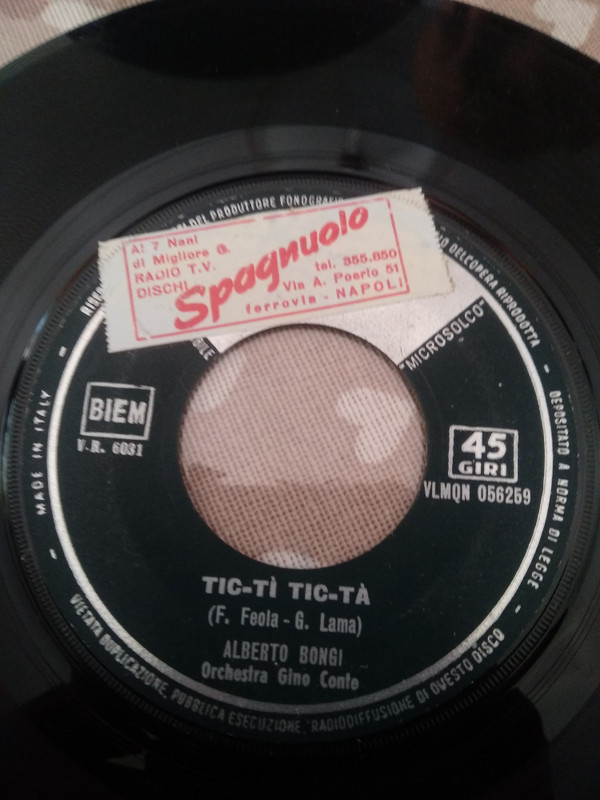 Al 7 Nani
di Migliore G.
RADIO T.V.
DISCHI
Spagnuolo
tel. 355.850
Via A. Poerio 51
ferrovia - NAPOLI
DEL PRODUTTORE FONOGRAFICO
DELL'OPERA RIPRODOTTA
DEPOSITATO A NORMA DI LEGGE
VIETATA DUPLICAZIONE, PUBBLICA ESECUZIONE, RADIODIFFUSIONE DI QUESTO DISCO
MADE IN ITALY
"MICROSOLCO"
BIEM
V.R. 6031
45
GIRI
VLMQN 056259
TIC-TÌ TIC-TÀ
(F. Feola - G. Lama)
ALBERTO BONGI
Orchestra Gino Conte